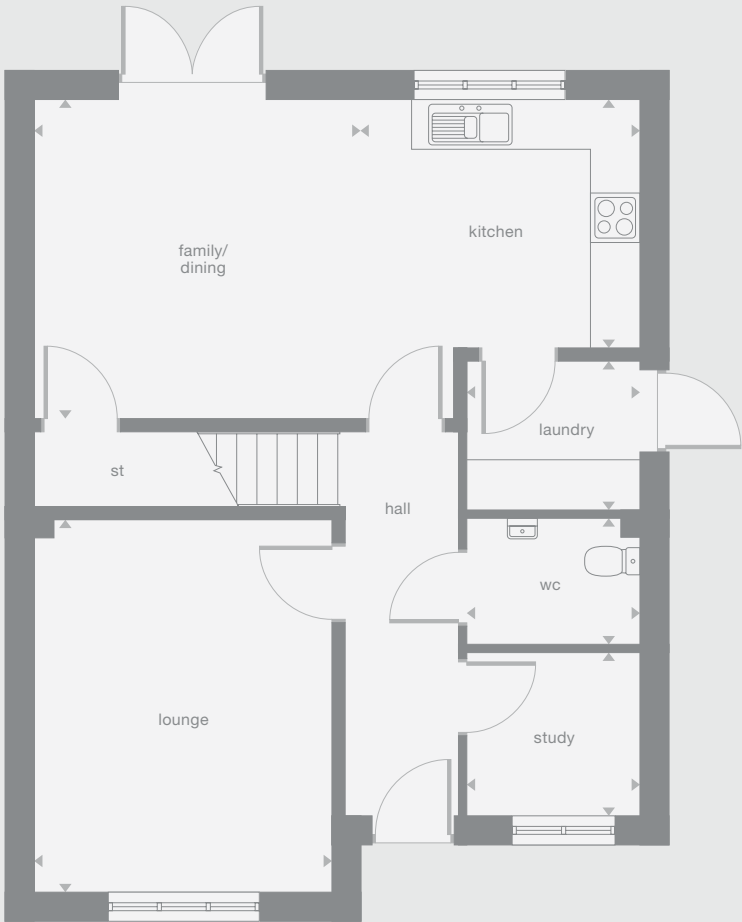 kitchen
family/
dining
laundry
st
hall
wc
lounge
study